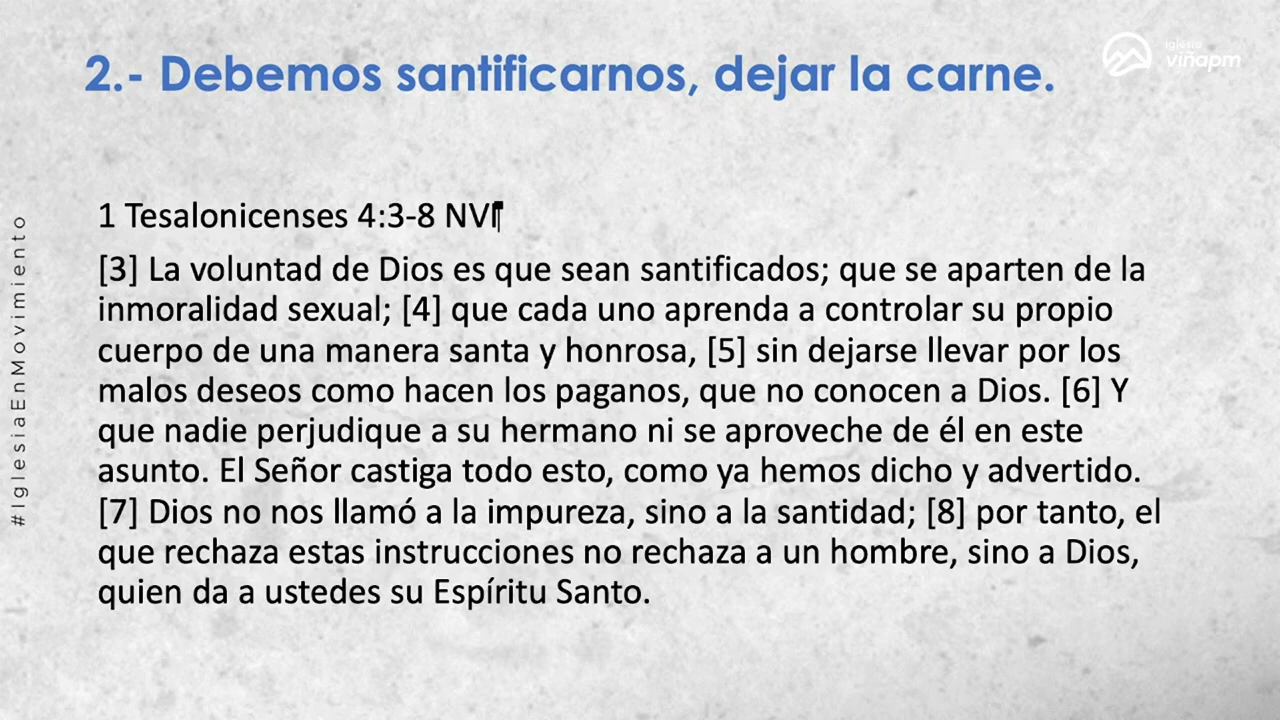 2.- Debemos santificarnos, dejar la carne.
Iglesia
viñapm
#IglesiaEnMovimiento
1 Tesalonicenses 4:3-8 NVI¶
[3] La voluntad de Dios es que sean santificados; que se aparten de la
inmoralidad sexual; [4] que cada uno aprenda a controlar su propio
cuerpo de una manera santa y honrosa, [5] sin dejarse llevar por los
malos deseos como hacen los paganos, que no conocen a Dios. [6] Y
que nadie perjudique a su hermano ni se aproveche de él en este
asunto. El Señor castiga todo esto, como ya hemos dicho y advertido.
[7] Dios no nos llamó a la impureza, sino a la santidad; [8] por tanto, el
que rechaza estas instrucciones no rechaza a un hombre, sino a Dios,
quien da a ustedes su Espíritu Santo.